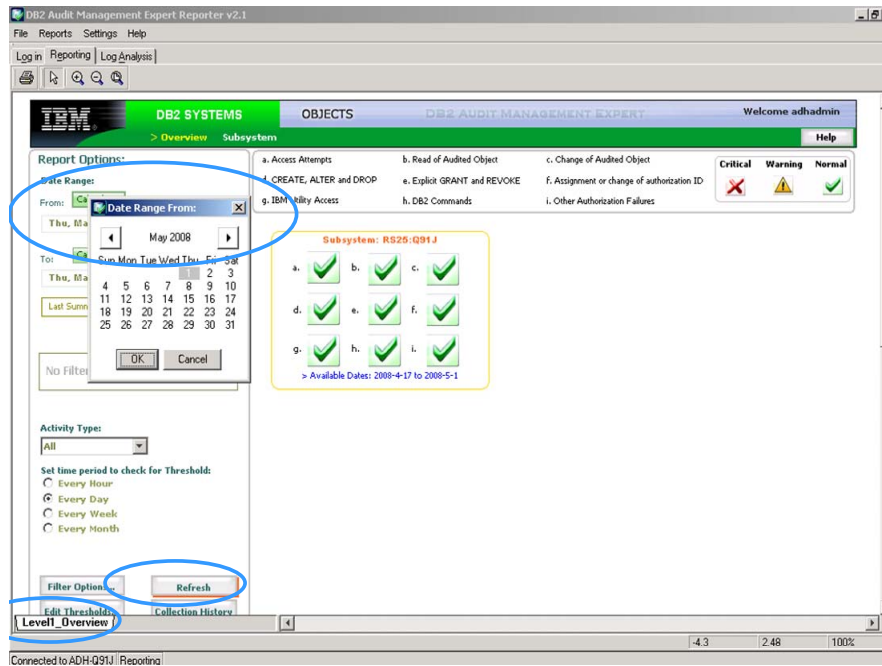 DB2 Audit Management Expert Reporter v2.1
File Reports Settings Help
Log in Reporting Log Analysis
IBM
DB2 SYSTEMS OBJECTS DB2 AUDIT MANAGEMENT EXPERT Welcome adhadmin
> Overview Subsystem Help
Report Options:
Date Range:
From:
Thu, Ma
To:
Thu, Ma
Last Summ
No Filte
Date Range From:
May 2008
Sun Mon Tue Wed Thu Fri Sat
1 2 3
4 5 6 7 8 9 10
11 12 13 14 15 16 17
18 19 20 21 22 23 24
25 26 27 28 29 30 31
OK Cancel
Activity Type:
All
Set time period to check for Threshold:
Every Hour
Every Day
Every Week
Every Month
Filter Options... Refresh
Edit Thresholds Collection History
a. Access Attempts b. Read of Audited Object c. Change of Audited Object
d. CREATE, ALTER and DROP e. Explicit GRANT and REVOKE f. Assignment or change of authorization ID
g. IBM Utility Access h. DB2 Commands i. Other Authorization Failures
Critical Warning Normal
Subsystem: RS25:Q91J
a. b. c.
d. e. f.
g. h. i.
> Available Dates: 2008-4-17 to 2008-5-1
Level1_Overview
-4.3 2.48 100%
Connected to ADH-Q91J Reporting